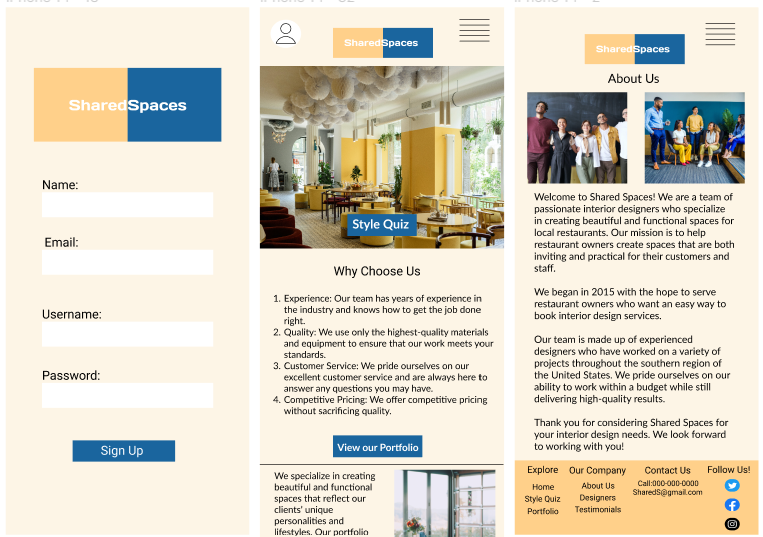 SharedSpaces
Name:
Email:
Username:
Password:
Sign Up
SharedSpaces
Style Quiz
Why Choose Us
1. Experience: Our team has years of experience in
the industry and knows how to get the job done
right.
2. Quality: We use only the highest-quality materials
and equipment to ensure that our work meets your
standards.
3. Customer Service: We pride ourselves on our
excellent customer service and are always here to
answer any questions you may have.
4. Competitive Pricing: We offer competitive pricing
without sacrificing quality.
View our Portfolio
We specialize in creating
beautiful and functional
spaces that reflect our
clients' unique
personalities and
lifestyles. Our portfolio
SharedSpaces
About Us
Welcome to Shared Spaces! We are a team of
passionate interior designers who specialize
in creating beautiful and functional spaces for
local restaurants. Our mission is to help
restaurant owners create spaces that are both
inviting and practical for their customers and
staff.
We began in 2015 with the hope to serve
restaurant owners who want an easy way to
book interior design services.
Our team is made up of experienced
designers who have worked on a variety of
projects throughout the southern region of
the United States. We pride ourselves on our
ability to work within a budget while still
delivering high-quality results.
Thank you for considering Shared Spaces for
your interior design needs. We look forward
to working with you!
Explore
Home
Style Quiz
Portfolio
Our Company
About Us
Designers
Testimonials
Contact Us
Call:000-000-0000
SharedS@gmail.com
Follow Us!